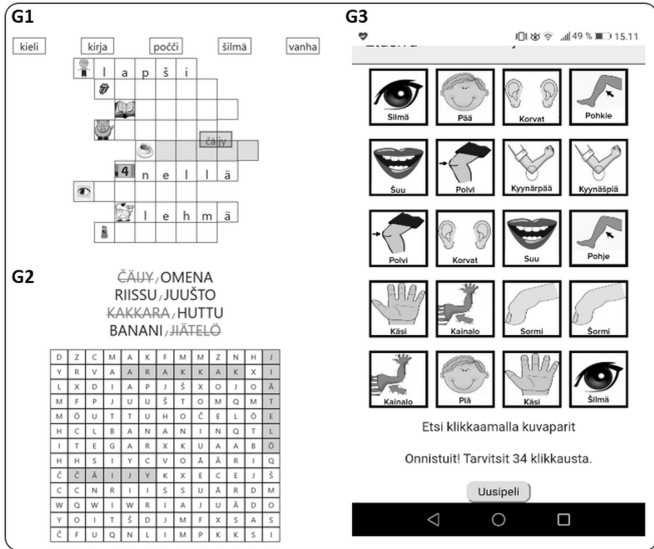 G1
kieli kirja počči šilmä vanha
l a p š i
čäijy
4 n e l l ä
l e h m ä
G2
ČÄIJY, OMENA
RIISSU, JUUŠTO
KAKKARA, HUTTU
BANANI, JIÄTELÖ
D Z C M A K F M M Z N H J
Y R V A A R A K K A K X I
L X D I A P J Š X O J O Ä
M F P J U U Š T O M Q M T
M Ö U T T U H O Č E L Ö E
H C L B A N A N I N Q T L
I T E G A R X K U A A B Ö
H H S I Y C V O Ä Ä R I Q
Č Č Ä I J Y K X E C E J Š
C C N R I I S S U Ä R D M
W Q W I W R I A J U Ä D O
Y O I T Š D J M F X S A S
Č F U Q N L I M P K K S I
G3
49 % 15.11
Silmä Pää Korvat Pohkie
Šuu Polvi Kyynärpää Kyynäšpiä
Polvi Korvat Suu Pohje
Käsi Kainalo Sormi Šormi
Kainalo Piä Käsi Šilmä
Etsi klikkaamalla kuvaparit
Onnistuit! Tarvitsit 34 klikkausta.
Uusipeli